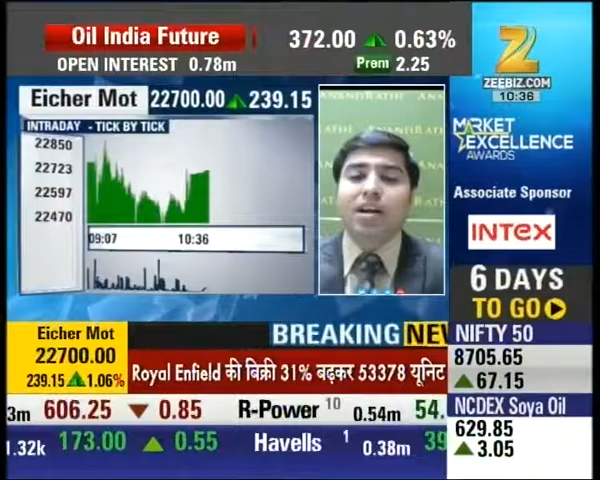 Oil India Future
372.00 0.63%
OPEN INTEREST 0.78m
Prem 2.25
ZEEBIZ.COM
10:36
Eicher Mot 22700.00 239.15
INTRADAY - TICK BY TICK
22850
22723
22597
22470
09:07 10:36
ANANDRATHI
MARKET
EXCELLENCE
AWARDS
Associate Sponsor
INTEX
6 DAYS
TO GO
Eicher Mot
22700.00
239.15 1.06%
BREAKING NEW
Royal Enfield की बिक्री 31% बढ़कर 53378 यूनिट
NIFTY 50
8705.65
67.15
NCDEX Soya Oil
629.85
3.05
3m 606.25 0.85 R-Power 10 0.54m 54.
1.32k 173.00 0.55 Havells 1 0.38m 39